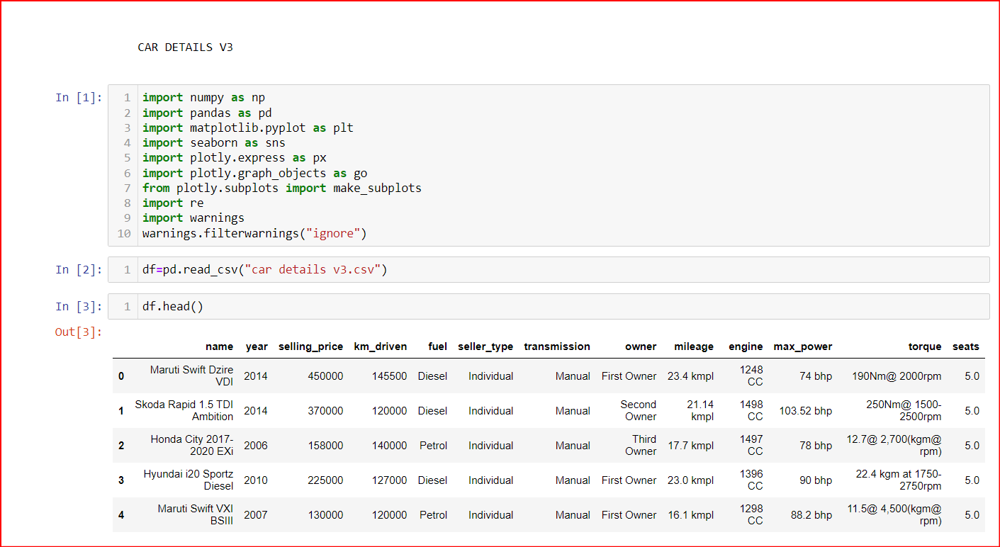 CAR DETAILS V3
In [1]:
1 import numpy as np
2 import pandas as pd
3 import matplotlib.pyplot as plt
4 import seaborn as sns
5 import plotly.express as px
6 import plotly.graph_objects as go
7 from plotly.subplots import make_subplots
8 import re
9 import warnings
10 warnings.filterwarnings("ignore")
In [2]:
1 df=pd.read_csv("car details v3.csv")
In [3]:
1 df.head()
Out[3]:
name year selling_price km_driven fuel seller_type transmission owner mileage engine max_power torque seats
0 Maruti Swift Dzire VDI 2014 450000 145500 Diesel Individual Manual First Owner 23.4 kmpl 1248 CC 74 bhp 190Nm@ 2000rpm 5.0
1 Skoda Rapid 1.5 TDI Ambition 2014 370000 120000 Diesel Individual Manual Second Owner 21.14 kmpl 1498 CC 103.52 bhp 250Nm@ 1500-2500rpm 5.0
2 Honda City 2017-2020 EXi 2006 158000 140000 Petrol Individual Manual Third Owner 17.7 kmpl 1497 CC 78 bhp 12.7@ 2,700(kgm@ rpm) 5.0
3 Hyundai i20 Sportz Diesel 2010 225000 127000 Diesel Individual Manual First Owner 23.0 kmpl 1396 CC 90 bhp 22.4 kgm at 1750-2750rpm 5.0
4 Maruti Swift VXI BSIII 2007 130000 120000 Petrol Individual Manual First Owner 16.1 kmpl 1298 CC 88.2 bhp 11.5@ 4,500(kgm@ rpm) 5.0